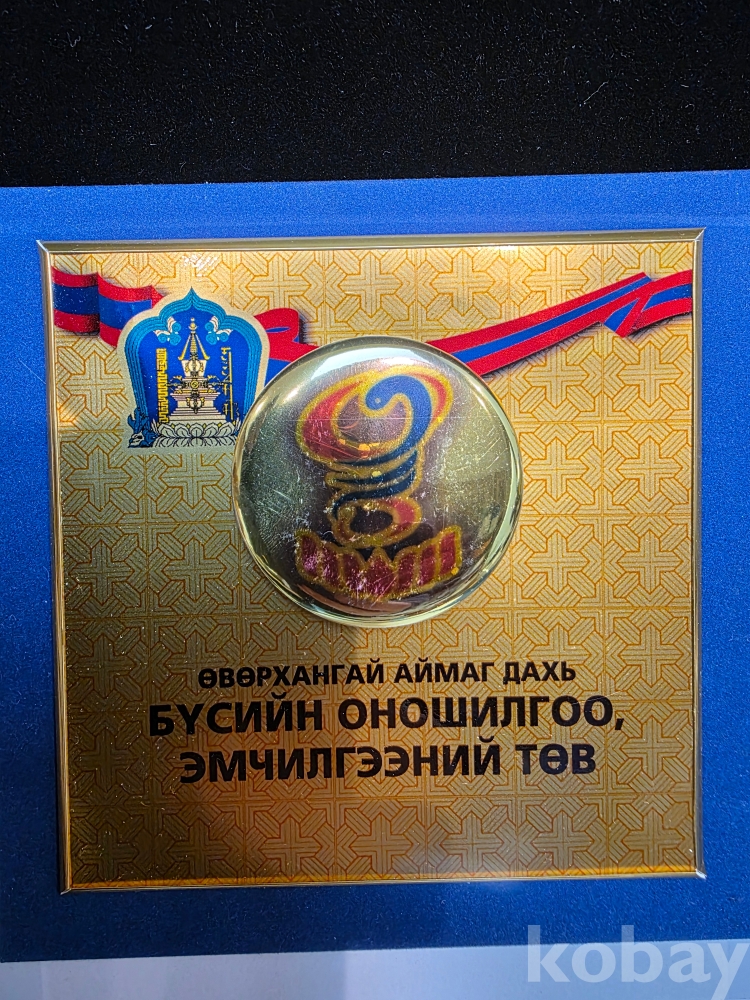 ӨВӨРХАНГАЙ АЙМАГ ДАХЬ
БҮСИЙН ОНОШИЛГОО,
ЭМЧИЛГЭЭНИЙ ТӨВ
kobay